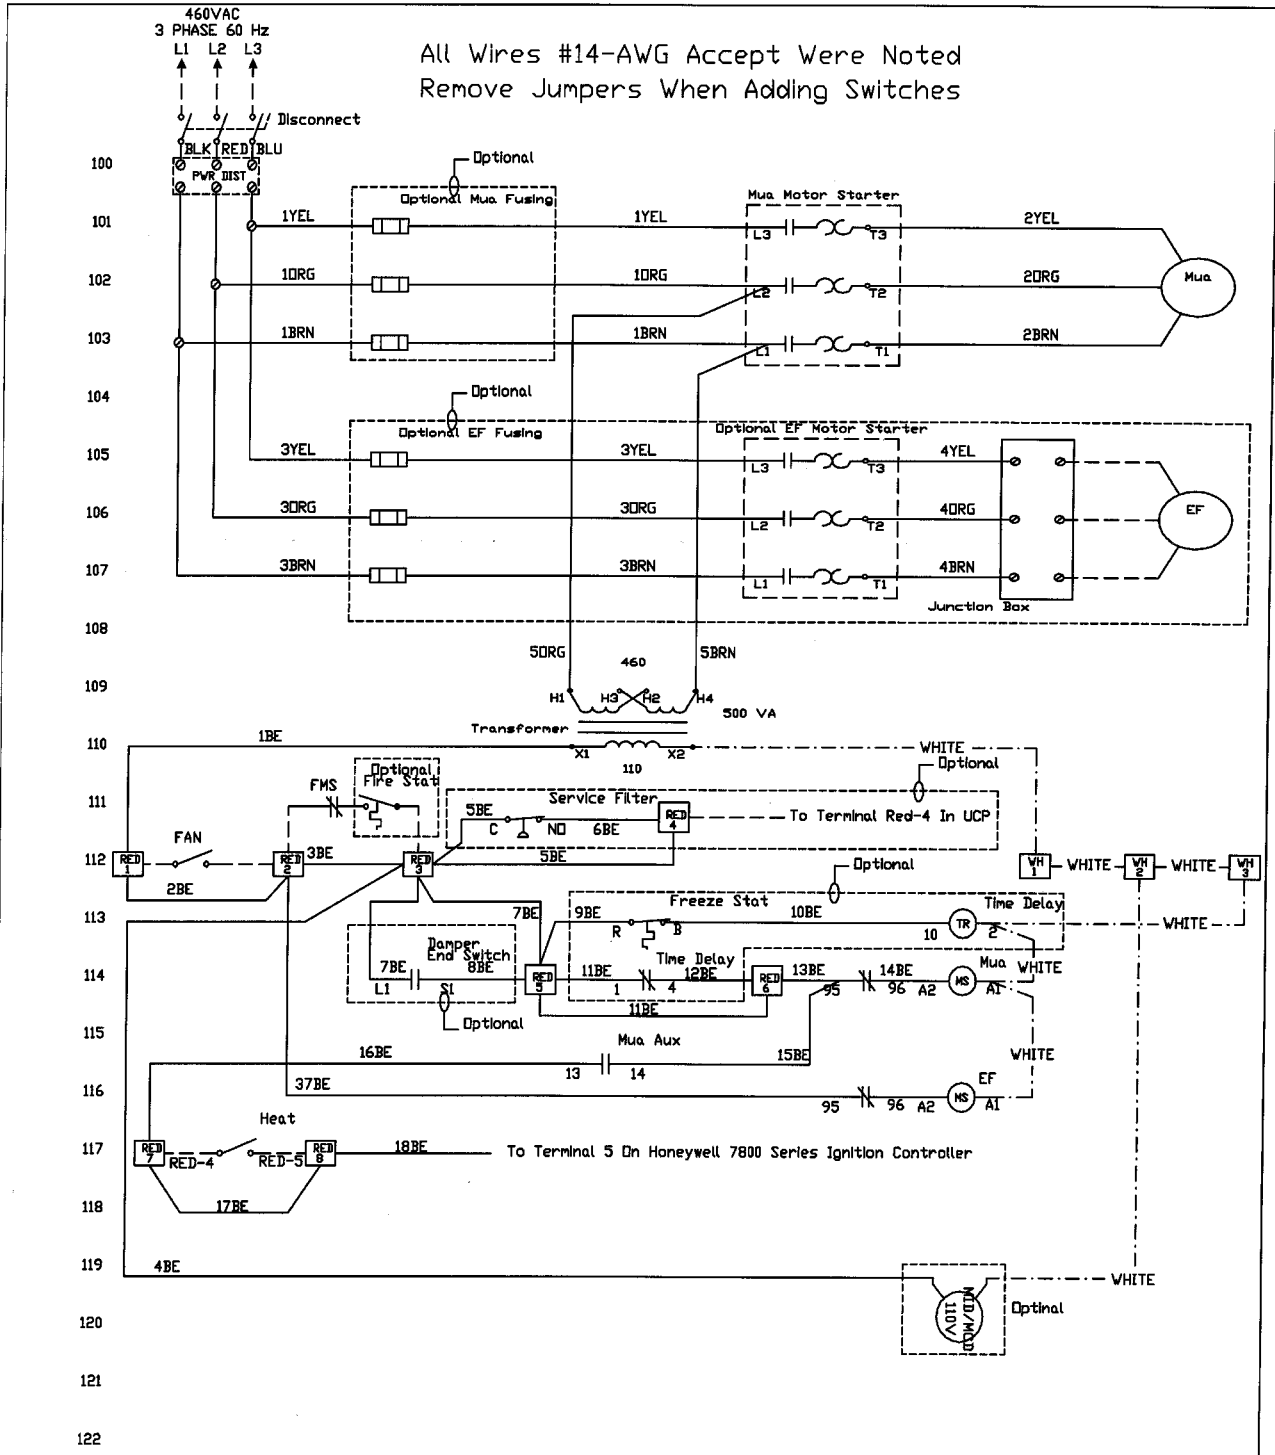 460VAC
3 PHASE 60 Hz
L1 L2 L3
All Wires #14-AWG Accept Were Noted
Remove Jumpers When Adding Switches
Disconnect
BLK RED BLU
100
PWR DIST
Optional
Optional Mua Fusing
Mua Motor Starter
101
1YEL
1YEL
L3
T3
2YEL
102
1ORG
1ORG
L2
T2
2ORG
Mua
103
1BRN
1BRN
L1
T1
2BRN
104
Optional
Optional EF Fusing
Optional EF Motor Starter
105
3YEL
3YEL
L3
T3
4YEL
106
3ORG
3ORG
L2
T2
4ORG
EF
107
3BRN
3BRN
L1
T1
4BRN
Junction Box
108
5ORG
460
5BRN
109
H1
H3
H2
H4
500 VA
Transformer
110
1BE
X1
X2
110
WHITE
Optional
Optional
Fire Stat
FMS
111
Service Filter
5BE
C
NO
6BE
RED
4
To Terminal Red-4 In UCP
FAN
112
RED
1
RED
2
3BE
RED
3
5BE
WH
1
WHITE
WH
2
WHITE
WH
3
2BE
Optional
113
7BE
Freeze Stat
9BE
R
B
10BE
10
TR
2
Time Delay
WHITE
Damper
End Switch
Time Delay
Mua
WHITE
114
7BE
L1
8BE
S1
RED
5
11BE
1
4
12BE
RED
6
13BE
95
14BE
96
A2
MS
A1
11BE
Optional
115
Mua Aux
16BE
13
14
15BE
WHITE
116
37BE
95
96
A2
MS
EF
A1
Heat
117
RED
7
RED-4
RED-5
RED
8
18BE
To Terminal 5 On Honeywell 7800 Series Ignition Controller
118
17BE
119
4BE
WHITE
MID/MCD
110V
Optinal
120
121
122